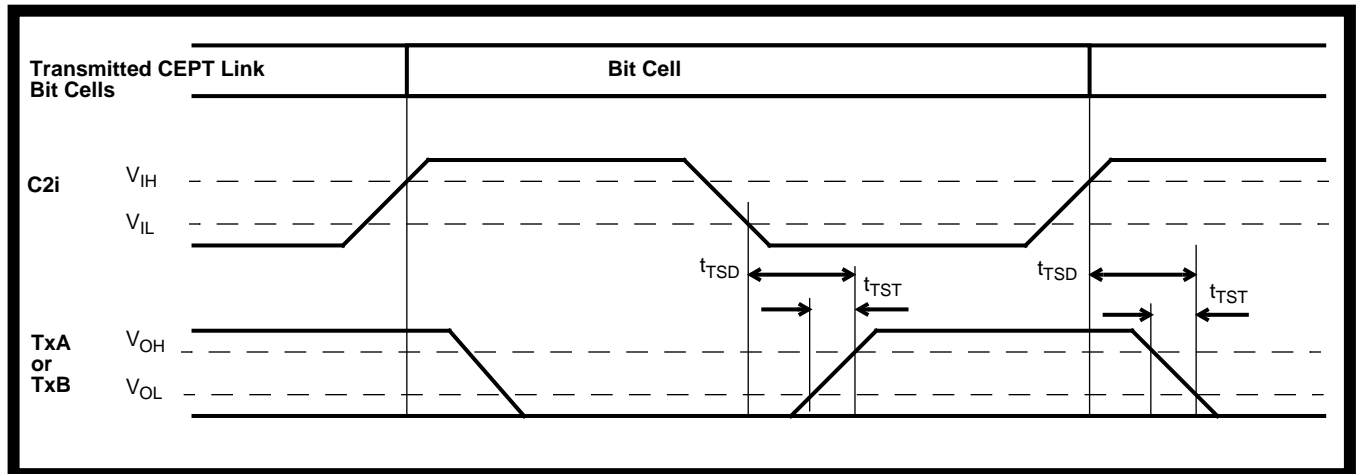 Transmitted CEPT Link
Bit Cells
Bit Cell
C2i
VIH
VIL
tTSD
tTST
tTSD
tTST
TxA
or
TxB
VOH
VOL